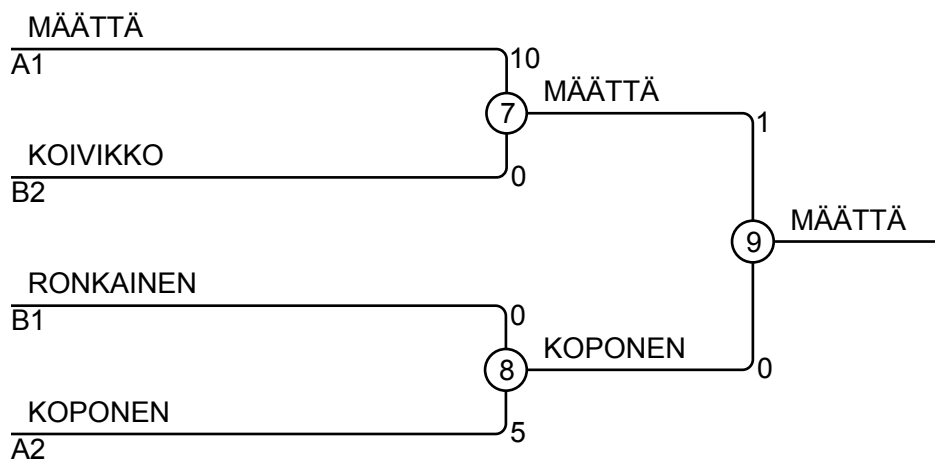 MÄÄTTÄ
A1
10
7
MÄÄTTÄ
1
KOIVIKKO
B2
0
9
MÄÄTTÄ
RONKAINEN
B1
0
8
KOPONEN
0
KOPONEN
A2
5